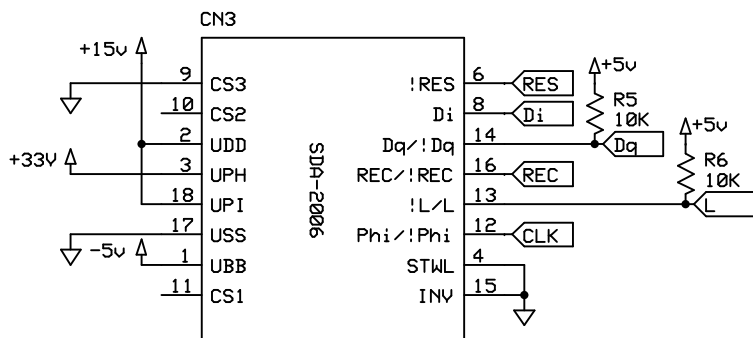 CN3
+15v
9 CS3 !RES 6 RES
+5v
10 CS2 Di 8 Di
R5
10K
2 UDD Dq/!Dq 14 Dq
+5v
+33V 3 UPH REC/!REC 16 REC
R6
10K
18 UPI !L/L 13 L
17 USS Phi/!Phi 12 CLK
-5v
1 UBB STWL 4
11 CS1 INV 15
SDA-2006